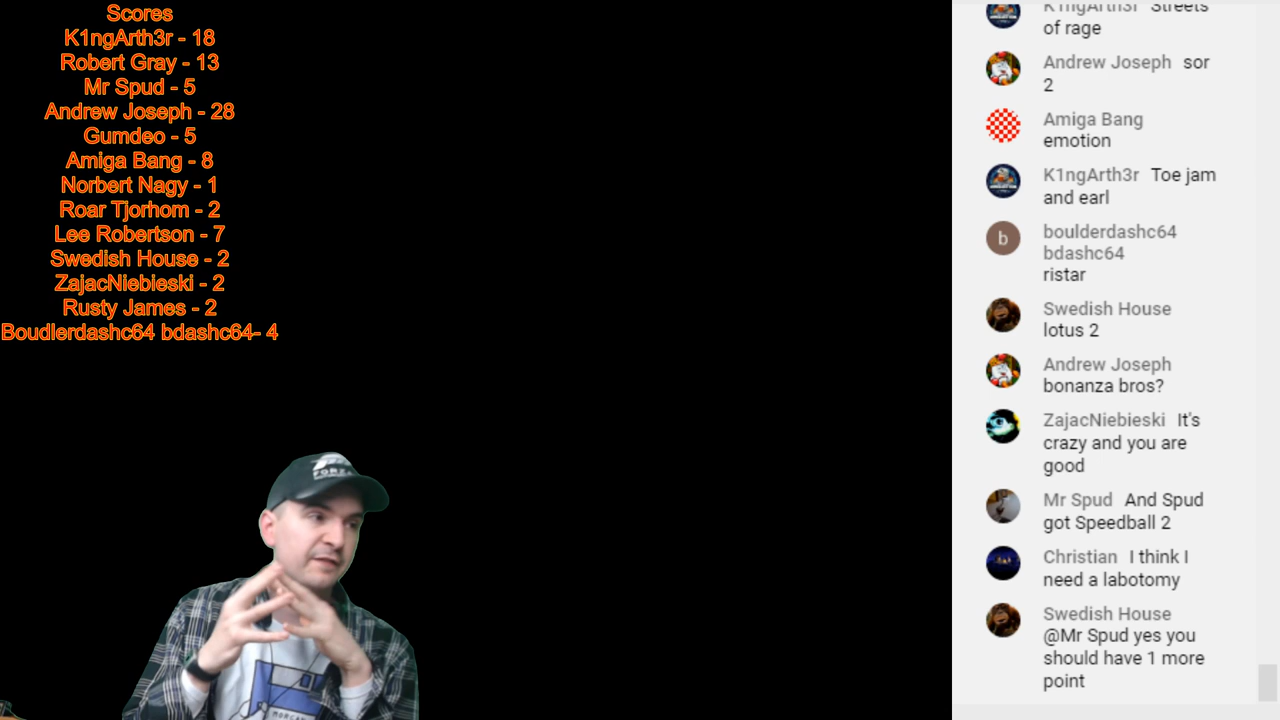 Scores
K1ngArth3r - 18
Robert Gray - 13
Mr Spud - 5
Andrew Joseph - 28
Gumdeo - 5
Amiga Bang - 8
Norbert Nagy - 1
Roar Tjorhom - 2
Lee Robertson - 7
Swedish House - 2
ZajacNiebieski - 2
Rusty James - 2
Boudlerdashc64 bdashc64- 4
FORZA
K1ngArth3r Streets
of rage
Andrew Joseph sor
2
Amiga Bang
emotion
K1ngArth3r Toe jam
and earl
b
boulderdashc64
bdashc64
ristar
Swedish House
lotus 2
Andrew Joseph
bonanza bros?
ZajacNiebieski It's
crazy and you are
good
Mr Spud And Spud
got Speedball 2
Christian I think I
need a labotomy
Swedish House
@Mr Spud yes you
should have 1 more
point